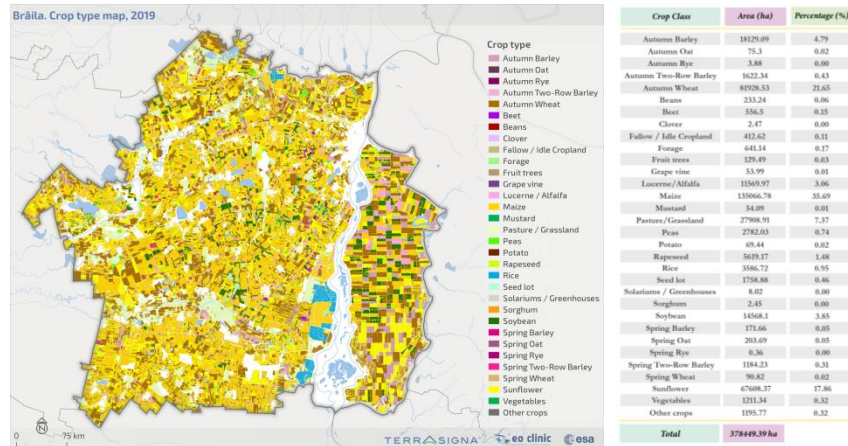 Brăila. Crop type map, 2019
Crop type
Autumn Barley
Autumn Oat
Autumn Rye
Autumn Two-Row Barley
Autumn Wheat
Beet
Beans
Clover
Fallow / Idle Cropland
Forage
Fruit trees
Grape vine
Lucerne / Alfalfa
Maize
Mustard
Pasture / Grassland
Peas
Potato
Rapeseed
Rice
Seed lot
Solariums / Greenhouses
Sorghum
Soybean
Spring Barley
Spring Oat
Spring Rye
Spring Two-Row Barley
Spring Wheat
Sunflower
Vegetables
Other crops
0 75 km
N
TERRASIGNA eo clinic esa
Crop Class Area (ha) Percentage (%)
Autumn Barley 18129.09 4.79
Autumn Oat 75.3 0.02
Autumn Rye 3.88 0.00
Autumn Two-Row Barley 1622.34 0.43
Autumn Wheat 81928.53 21.65
Beans 233.24 0.06
Beet 556.3 0.15
Clover 2.47 0.00
Fallow / Idle Cropland 412.62 0.11
Forage 641.14 0.17
Fruit trees 129.49 0.03
Grape vine 53.99 0.01
Lucerne/Alfalfa 11569.97 3.06
Maize 135066.78 35.69
Mustard 54.09 0.01
Pasture/Grassland 27908.91 7.37
Peas 2782.03 0.74
Potato 69.44 0.02
Rapeseed 5619.17 1.48
Rice 3586.72 0.95
Seed lot 1758.88 0.46
Solariums / Greenhouses 8.02 0.00
Sorghum 2.45 0.00
Soybean 14568.1 3.85
Spring Barley 171.66 0.05
Spring Oat 203.69 0.05
Spring Rye 0.36 0.00
Spring Two-Row Barley 1184.23 0.31
Spring Wheat 90.82 0.02
Sunflower 67608.37 17.86
Vegetables 1211.34 0.32
Other crops 1195.77 0.32
Total 378449.39 ha